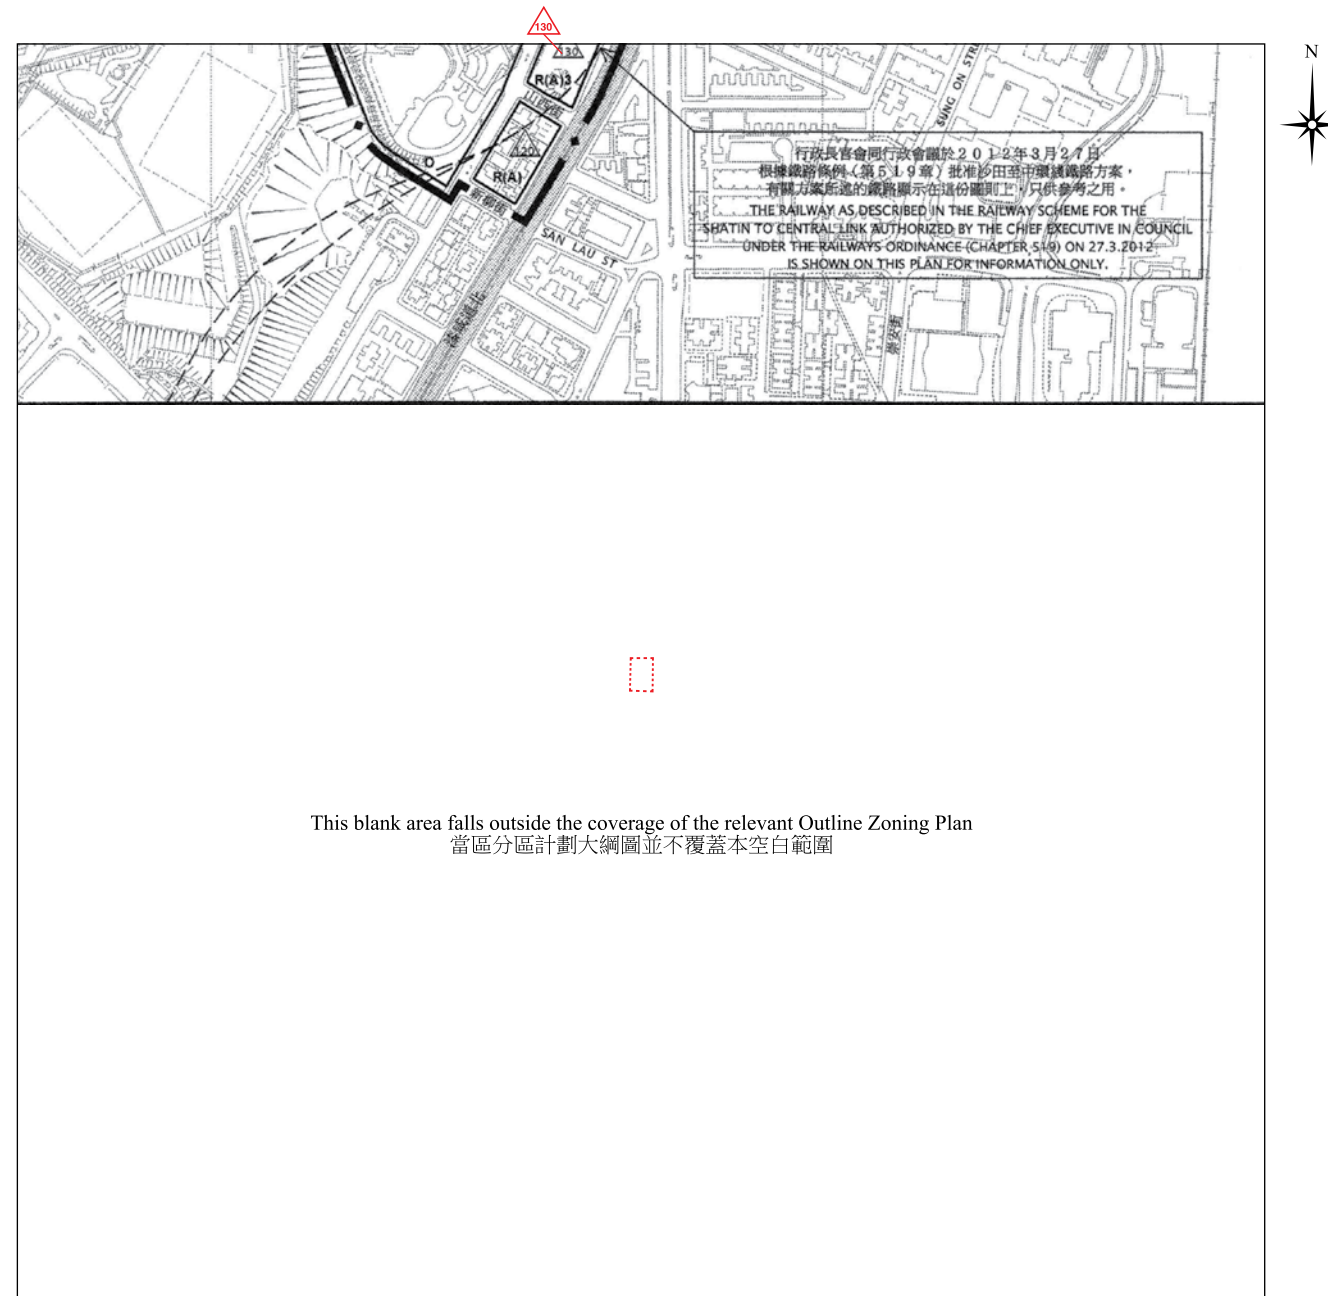 130
N
130
R(A)3
SUNG ON STR
120
R(A)
O
新柳街
SAN LAU ST
行政長官會同行政會議於2012年3月27日
根據鐵路條例(第519章)批准沙田至中環綫鐵路方案,
有關方案所述的鐵路顯示在這份圖則上,只供參考之用。
THE RAILWAY AS DESCRIBED IN THE RAILWAY SCHEME FOR THE
SHATIN TO CENTRAL LINK AUTHORIZED BY THE CHIEF EXECUTIVE IN COUNCIL
UNDER THE RAILWAYS ORDINANCE (CHAPTER 519) ON 27.3.2012
IS SHOWN ON THIS PLAN FOR INFORMATION ONLY.
This blank area falls outside the coverage of the relevant Outline Zoning Plan
當區分區計劃大綱圖並不覆蓋本空白範圍